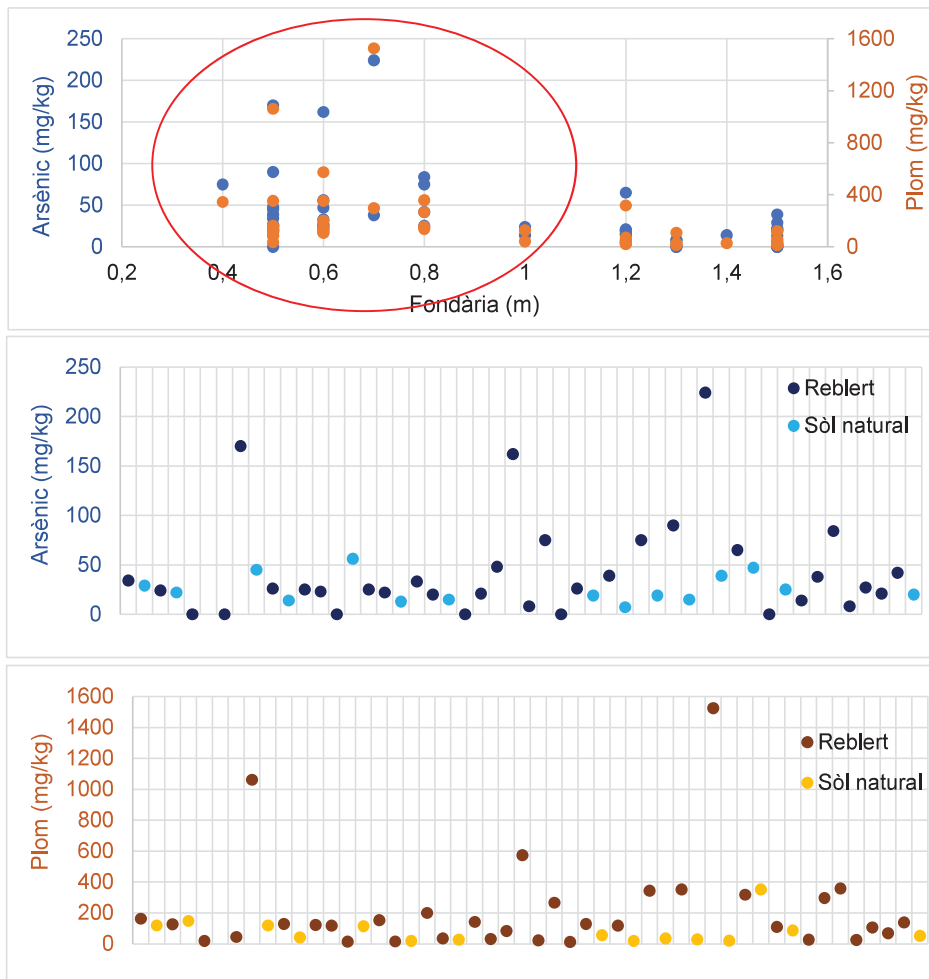 250
200
150
100
50
0
Arsènic (mg/kg)
1600
1200
800
400
0
Plom (mg/kg)
0,2 0,4 0,6 0,8 1 1,2 1,4 1,6
Fondària (m)
250
200
150
100
50
0
Arsènic (mg/kg)
Reblert
Sòl natural
1600
1400
1200
1000
800
600
400
200
0
Plom (mg/kg)
Reblert
Sòl natural